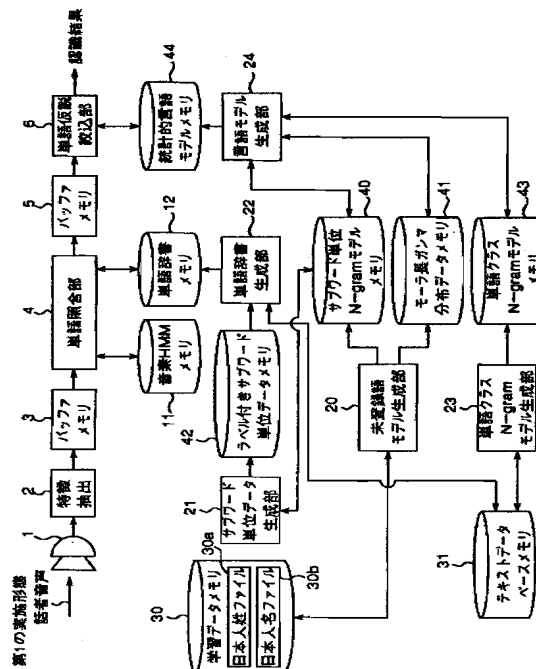 第1の実施形態
話者音声
1
特徴
抽出
2
バッファ
メモリ
3
単語照合部
4
バッファ
メモリ
5
単語仮説
絞込部
6
認識結果
音素HMM
メモリ
11
単語辞書
メモリ
12
統計的言語
モデルメモリ
44
ラベル付きサブワード
単位データメモリ
42
単語辞書
生成部
22
言語モデル
生成部
24
サブワード
単位データ
生成部
21
学習データメモリ
30
日本人姓ファイル
30a
日本人名ファイル
30b
未登録語
モデル生成部
20
サブワード単位
N-gramモデル
メモリ
40
モーラ長ガンマ
分布データメモリ
41
テキストデータ
ベースメモリ
31
単語クラス
N-gram
モデル生成部
23
単語クラス
N-gramモデル
メモリ
43